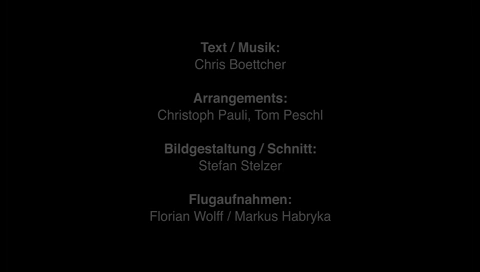 Text / Musik:
Chris Boettcher
Arrangements:
Christoph Pauli, Tom Peschl
Bildgestaltung / Schnitt:
Stefan Stelzer
Flugaufnahmen:
Florian Wolff / Markus Habryka